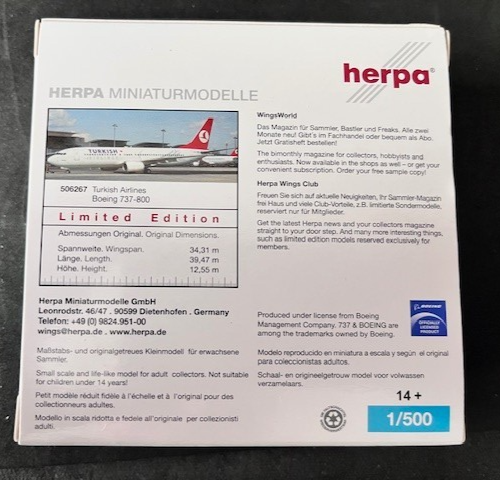 herpa®
HERPA MINIATURMODELLE
TURKISH
506267 Turkish Airlines
Boeing 737-800
Limited Edition
Abmessungen Original. Original Dimensions.
Spannweite. Wingspan. 34,31 m
Länge. Length. 39,47 m
Höhe. Height. 12,55 m
Herpa Miniaturmodelle GmbH
Leonrodstr. 46/47 . 90599 Dietenhofen . Germany
Telefon: +49 (0) 9824.951-00
wings@herpa.de . www.herpa.de
Maßstabs- und originalgetreues Kleinmodell für erwachsene
Sammler.
Small scale and life-like model for adult collectors. Not suitable
for children under 14 years!
Petit modèle réduit fidèle à l'échelle et à l'original pour des
collectionneurs adultes.
Modello in scala ridotta e fedele all'originale per collezionisti
adulti.
WingsWorld
Das Magazin für Sammler, Bastler und Freaks. Alle zwei
Monate neu! Gibt's im Fachhandel oder bequem als Abo.
Jetzt Gratisheft bestellen!
The bimonthly magazine for collectors, hobbyists and
enthusiasts. Now available in the shops as well – or get your
convenient subscription. Order your free sample copy!
Herpa Wings Club
Freuen Sie sich auf aktuelle Neuigkeiten, Ihr Sammler-Magazin
frei Haus und viele Club-Vorteile, z.B. limitierte Sondermodelle,
reserviert nur für Mitglieder.
Get the latest Herpa news and your collectors magazine
straight to your door step. And many more interesting things,
such as limited edition models reserved exclusively for
members.
Produced under license from Boeing
Management Company. 737 & BOEING are
among the trademarks owned by Boeing.
BOEING
OFFICIALLY
LICENSED
PRODUCT
Modelo reproducido en miniatura a escala y según el original
para coleccionistas adultos.
Schaal- en origineelgetrouw model voor volwassen
verzamelaars.
14 +
1/500